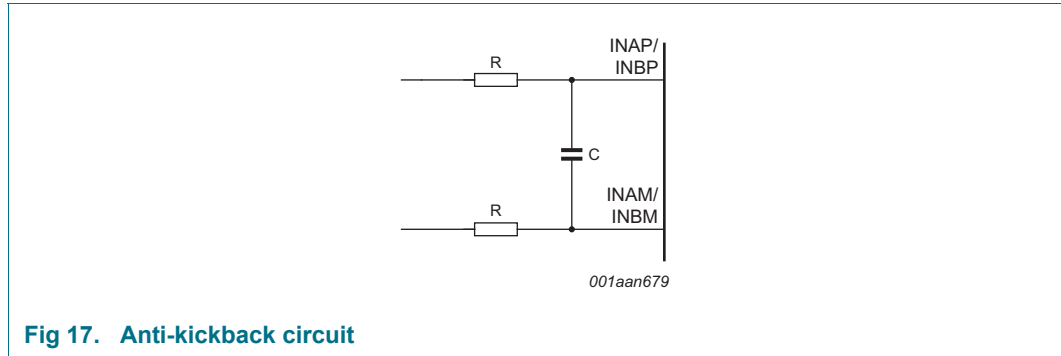 INAP/
INBP
R
C
INAM/
INBM
R
001aan679
Fig 17. Anti-kickback circuit